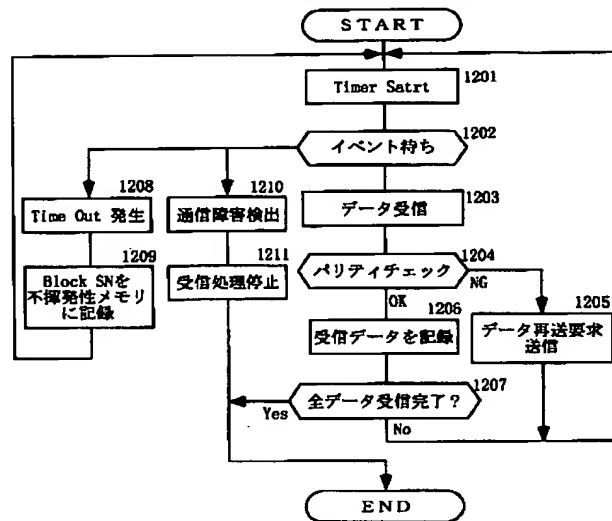 START
1201
Timer Satrt
1202
イベント待ち
1208
Time Out 発生
1210
通信障害検出
1203
データ受信
1209
Block SNを
不揮発性メモリ
に記録
1211
受信処理停止
1204
パリティチェック
NG
OK
1206
受信データを記録
1205
データ再送要求
送信
1207
全データ受信完了?
Yes
No
END